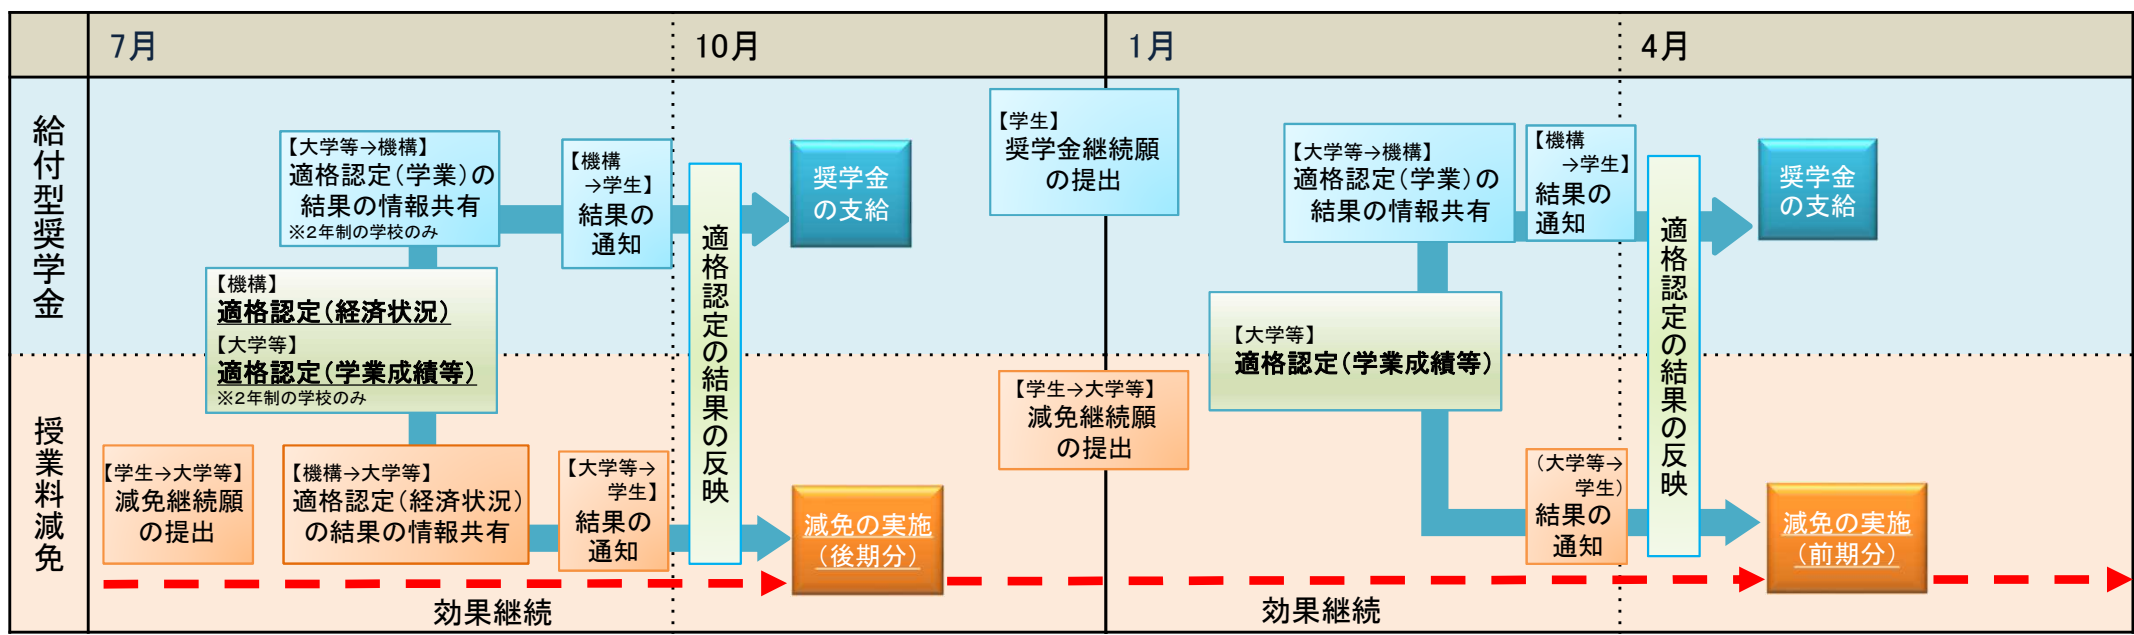 7月
10月
1月
4月
給付型奨学金
【大学等→機構】
適格認定（学業）の
結果の情報共有
※2年制の学校のみ
【機構
→学生】
結果の
通知
奨学金
の支給
【学生】
奨学金継続願
の提出
【大学等→機構】
適格認定（学業）の
結果の情報共有
【機構
→学生】
結果の
通知
奨学金
の支給
【機構】
適格認定（経済状況）
【大学等】
適格認定（学業成績等）
※2年制の学校のみ
適格認定の結果の反映
【大学等】
適格認定（学業成績等）
適格認定の結果の反映
授業料減免
【学生→大学等】
減免継続願
の提出
【機構→大学等】
適格認定（経済状況）
の結果の情報共有
【大学等→
学生】
結果の
通知
減免の実施
（後期分）
【学生→大学等】
減免継続願
の提出
（大学等→
学生）
結果の
通知
減免の実施
（前期分）
効果継続
効果継続